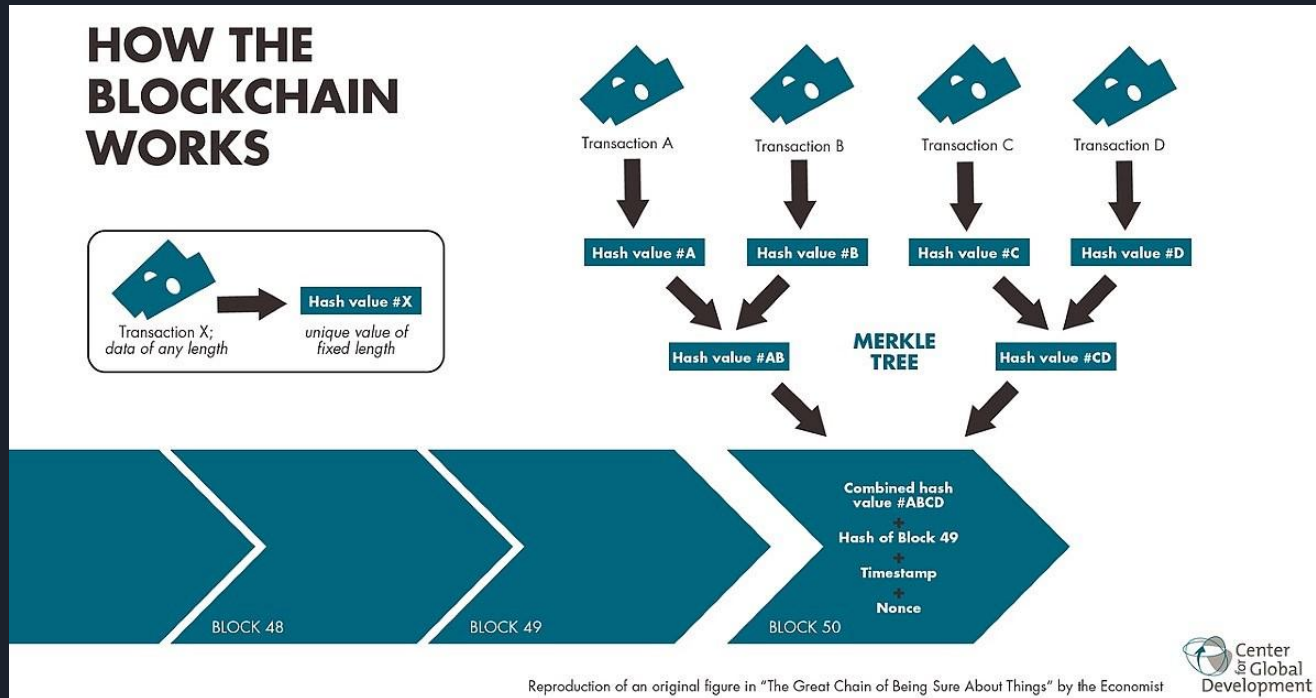 HOW THE
BLOCKCHAIN
WORKS
Transaction A
Transaction B
Transaction C
Transaction D
Hash value #A
Hash value #B
Hash value #C
Hash value #D
Transaction X;
data of any length
Hash value #X
unique value of
fixed length
Hash value #AB
MERKLE
TREE
Hash value #CD
Combined hash
value #ABCD
+
Hash of Block 49
+
Timestamp
+
Nonce
BLOCK 48
BLOCK 49
BLOCK 50
Reproduction of an original figure in “The Great Chain of Being Sure About Things” by the Economist
Center
for Global
Development